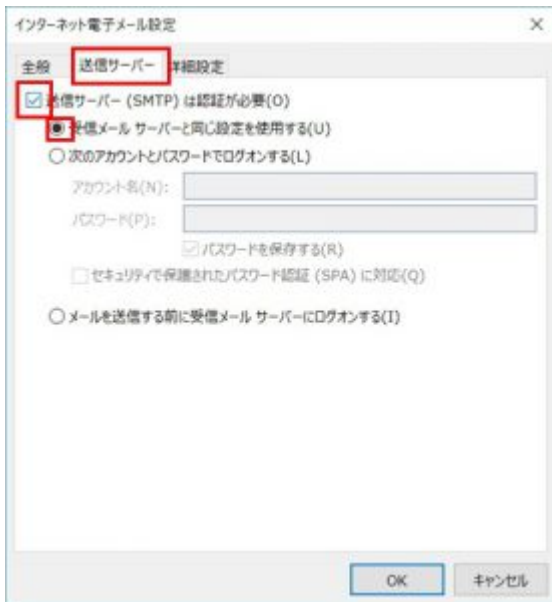 インターネット電子メール設定
全般 送信サーバー 詳細設定
送信サーバー (SMTP) は認証が必要(O)
受信メール サーバーと同じ設定を使用する(U)
次のアカウントとパスワードでログオンする(L)
アカウント名(N):
パスワード(P):
パスワードを保存する(R)
セキュリティで保護されたパスワード認証 (SPA) に対応(Q)
メールを送信する前に受信メール サーバーにログオンする(I)
OK キャンセル